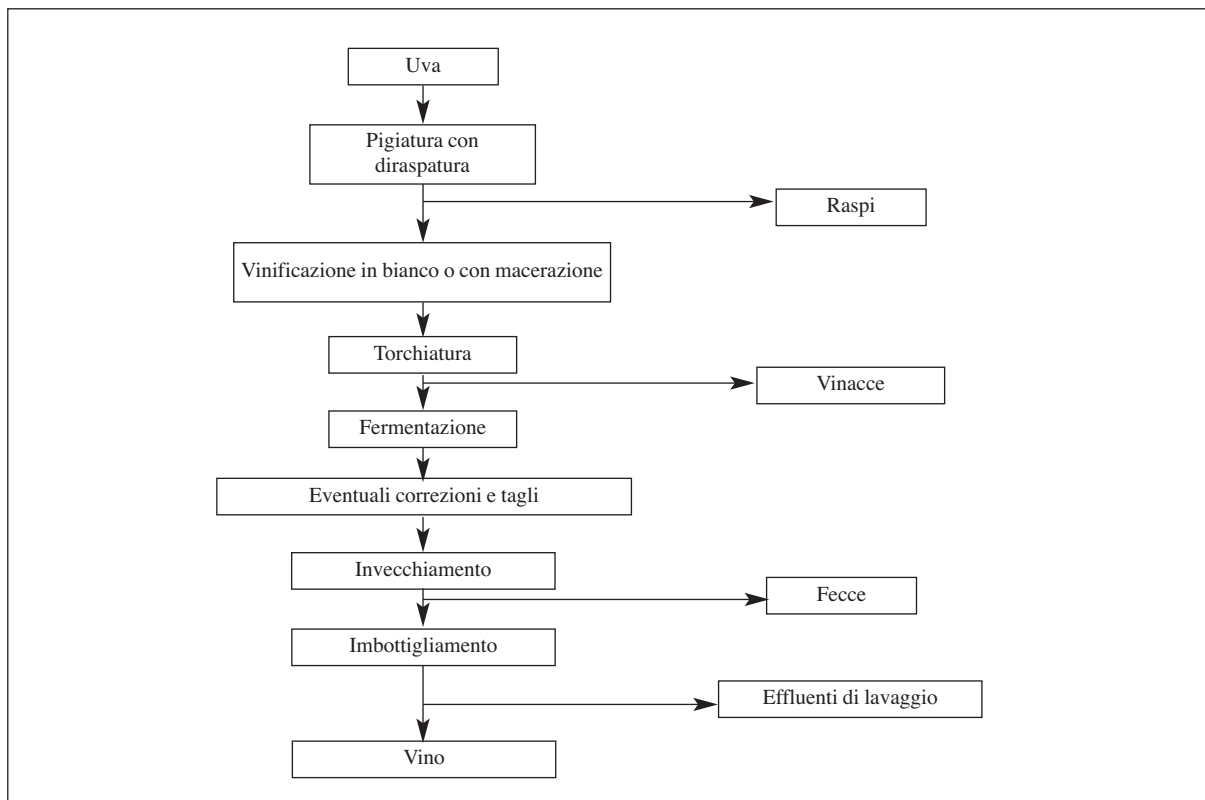 Uva
Pigiatura con
diraspatura
Raspi
Vinificazione in bianco o con macerazione
Torchiatura
Vinacce
Fermentazione
Eventuali correzioni e tagli
Invecchiamento
Fecce
Imbottigliamento
Effluenti di lavaggio
Vino